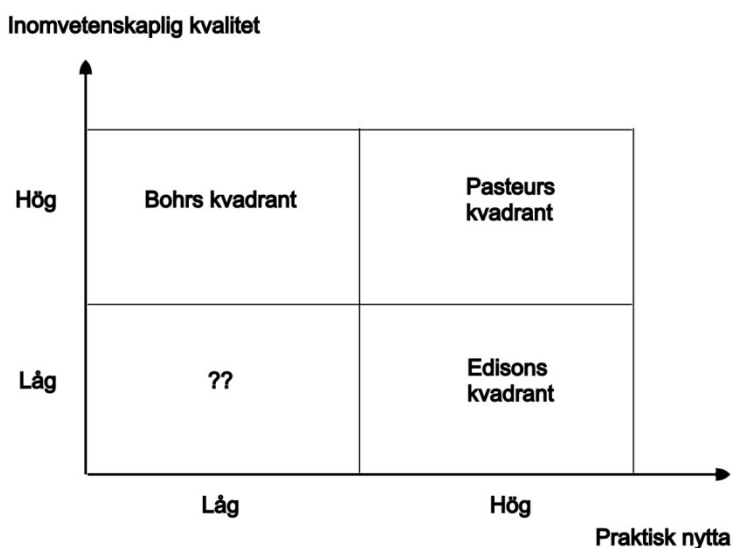 Inomvetenskaplig kvalitet
Hög
Bohrs kvadrant
Pasteurs
kvadrant
Låg
??
Edisons
kvadrant
Låg
Hög
Praktisk nytta